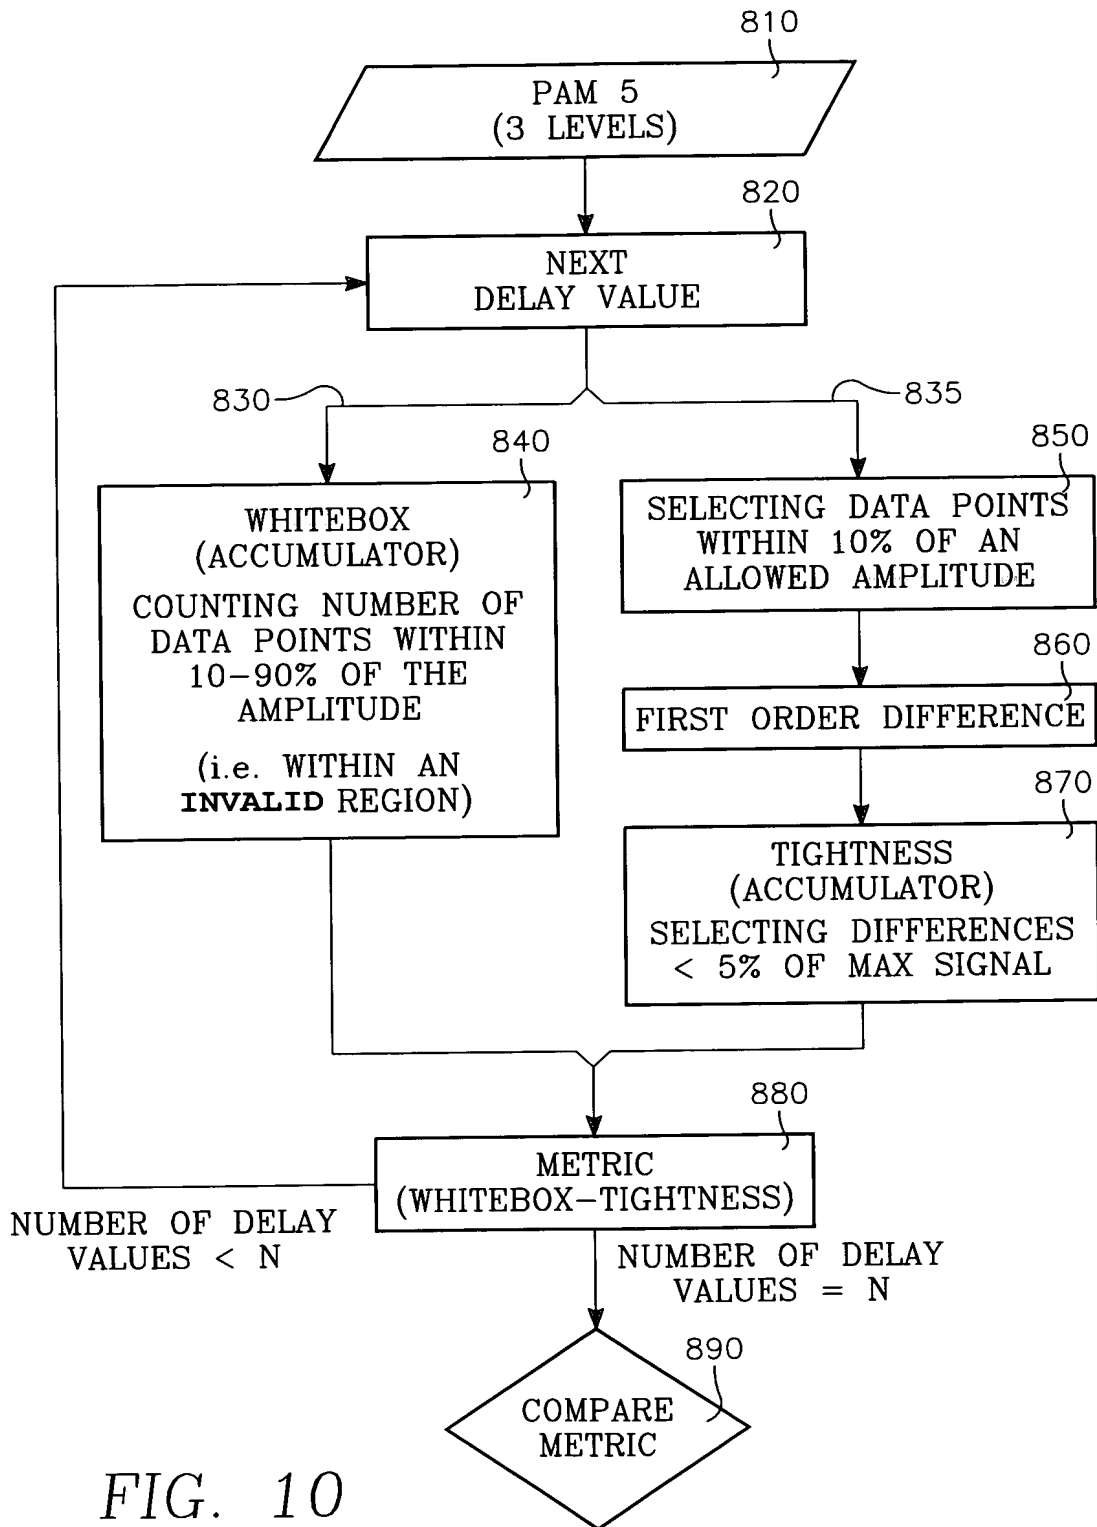 810
PAM 5
(3 LEVELS)
820
NEXT
DELAY VALUE
830
835
840
WHITEBOX
(ACCUMULATOR)
COUNTING NUMBER OF
DATA POINTS WITHIN
10-90% OF THE
AMPLITUDE
(i.e. WITHIN AN
INVALID REGION)
850
SELECTING DATA POINTS
WITHIN 10% OF AN
ALLOWED AMPLITUDE
860
FIRST ORDER DIFFERENCE
870
TIGHTNESS
(ACCUMULATOR)
SELECTING DIFFERENCES
< 5% OF MAX SIGNAL
880
METRIC
(WHITEBOX-TIGHTNESS)
NUMBER OF DELAY
VALUES < N
NUMBER OF DELAY
VALUES = N
890
COMPARE
METRIC
FIG. 10